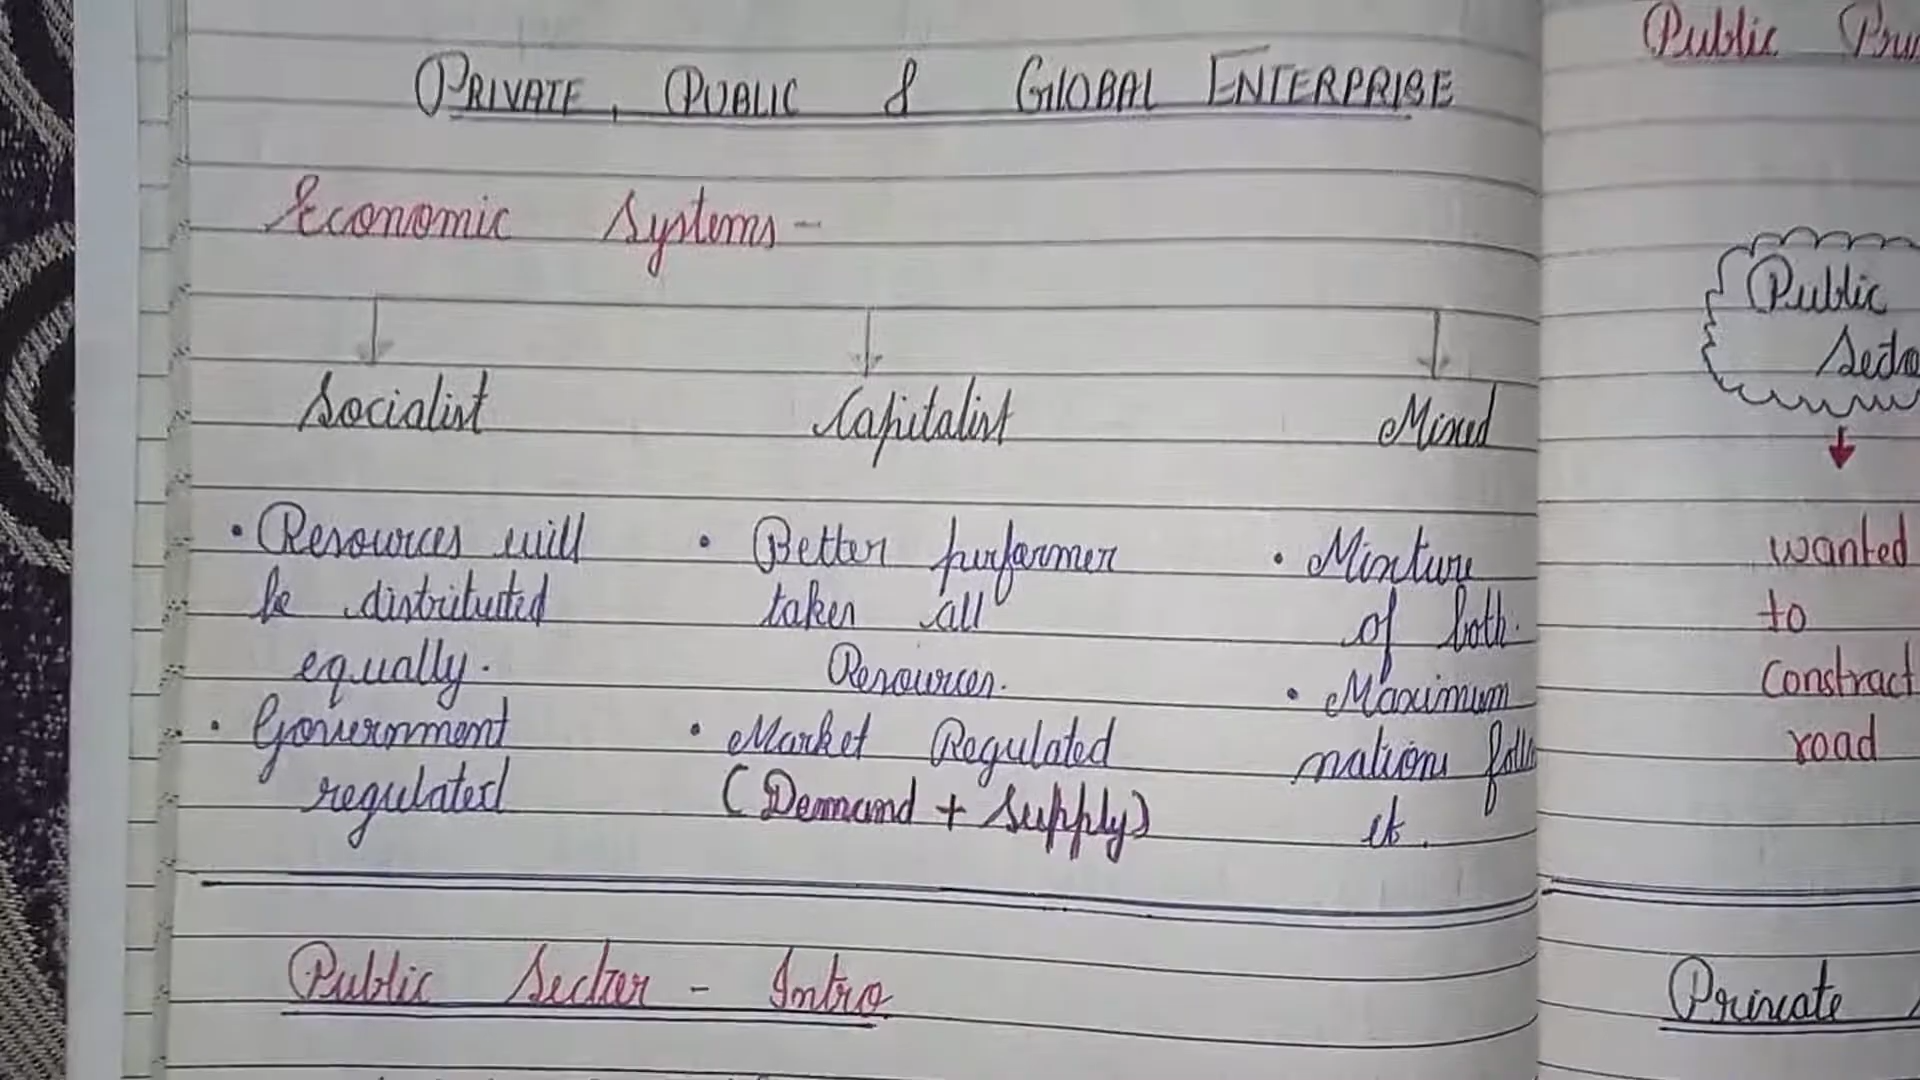 PRIVATE, PUBLIC & GLOBAL ENTERPRISE
Economic Systems -
Socialist Capitalist Mixed
• Resources will
be distributed
equally.
• Government
regulated
• Better performer
takes all
Resources.
• Market Regulated
(Demand + Supply)
• Mixture
of both.
• Maximum
nations
it.
Public Sector - Intro
Public
Public
wanted
to
constract
road
Private